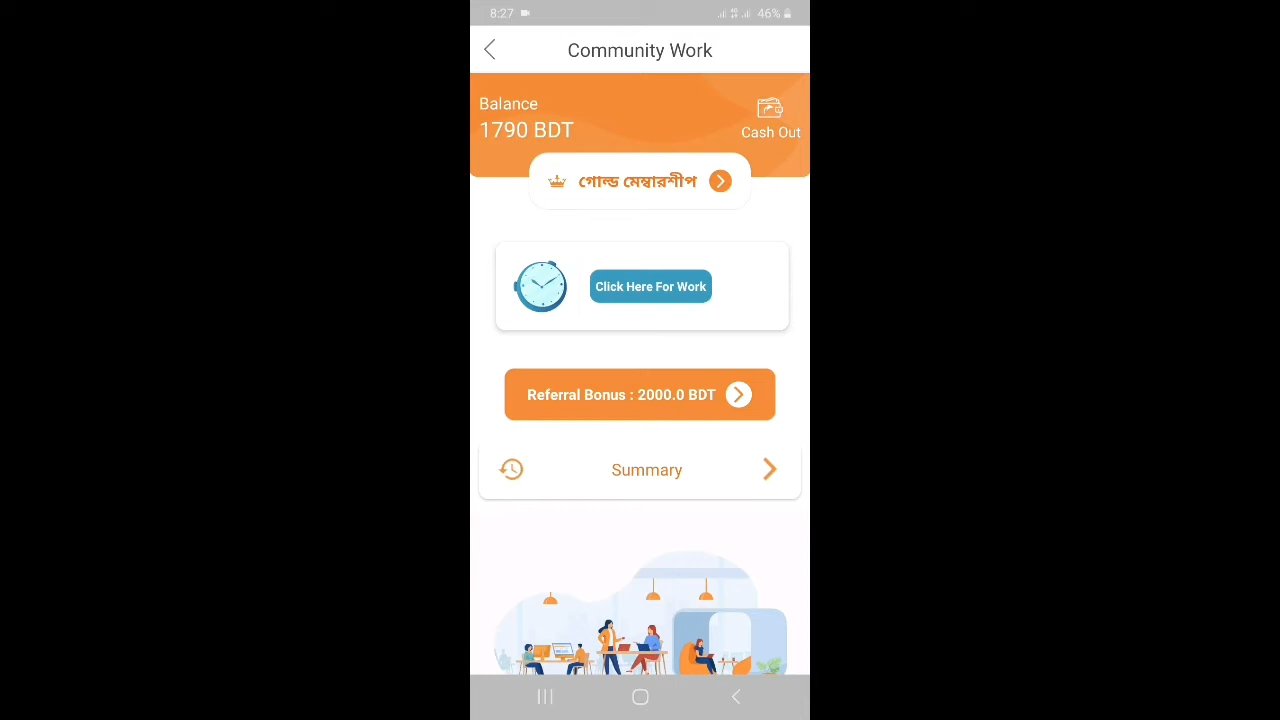 8:27
46%
Community Work
Balance
1790 BDT
Cash Out
গোল্ড মেম্বারশীপ
Click Here For Work
Referral Bonus : 2000.0 BDT
Summary